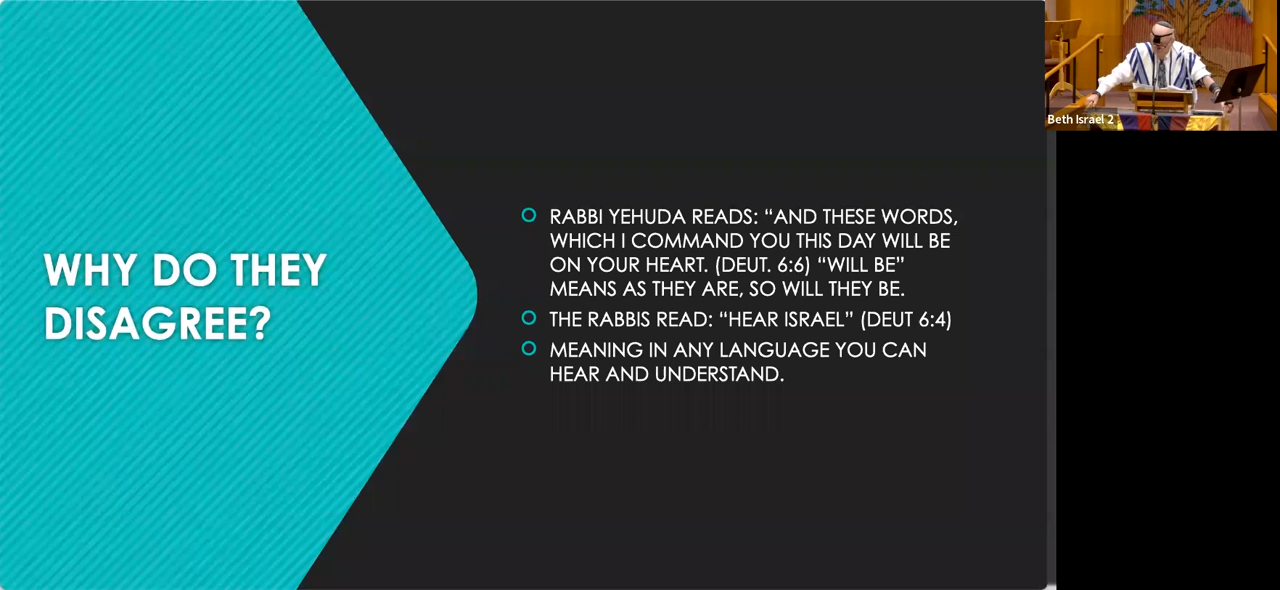 WHY DO THEY
DISAGREE?
RABBI YEHUDA READS: “AND THESE WORDS,
WHICH I COMMAND YOU THIS DAY WILL BE
ON YOUR HEART. (DEUT. 6:6) “WILL BE”
MEANS AS THEY ARE, SO WILL THEY BE.
THE RABBIS READ: “HEAR ISRAEL” (DEUT 6:4)
MEANING IN ANY LANGUAGE YOU CAN
HEAR AND UNDERSTAND.
Beth Israel 2